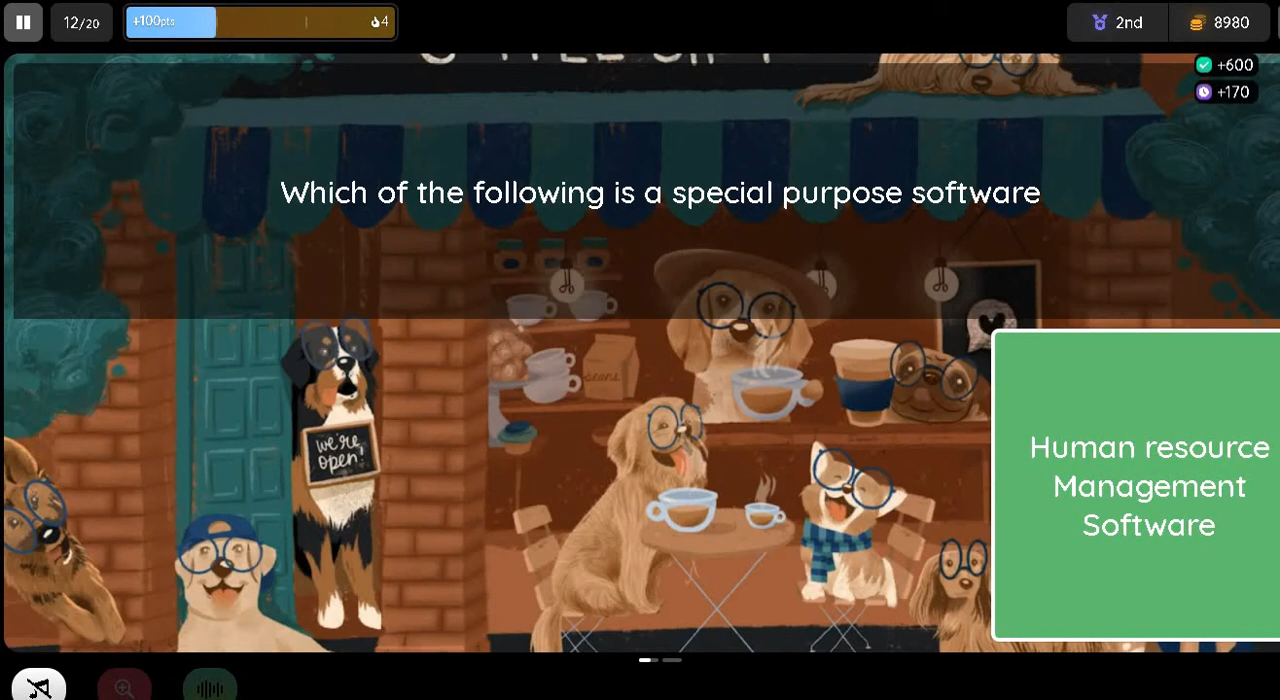 12/20
+100pts
4
2nd
8980
+600
+170
Which of the following is a special purpose software
beans
we're
open!
Human resource
Management
Software